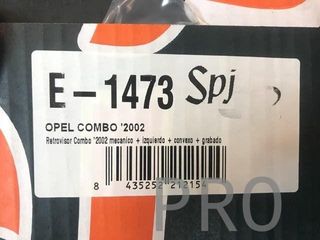 E-1473 Spj
OPEL COMBO '2002
Retrovisor Combo '2002 mecanico + izquierdo + convexo + grabado
8 435252 212154
PRO